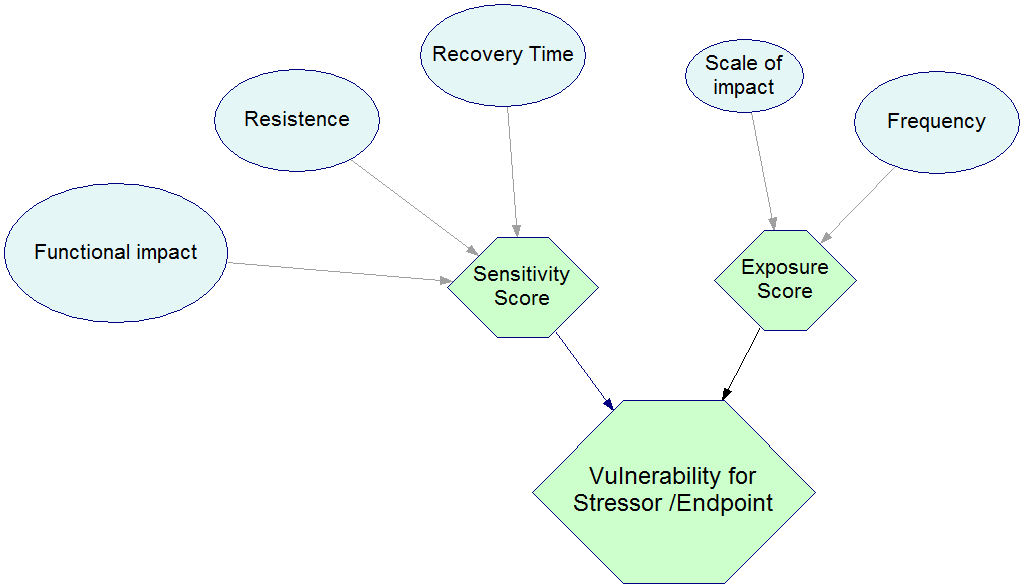 Recovery Time
Scale of
impact
Resistence
Frequency
Functional impact
Sensitivity
Score
Exposure
Score
Vulnerability for
Stressor /Endpoint